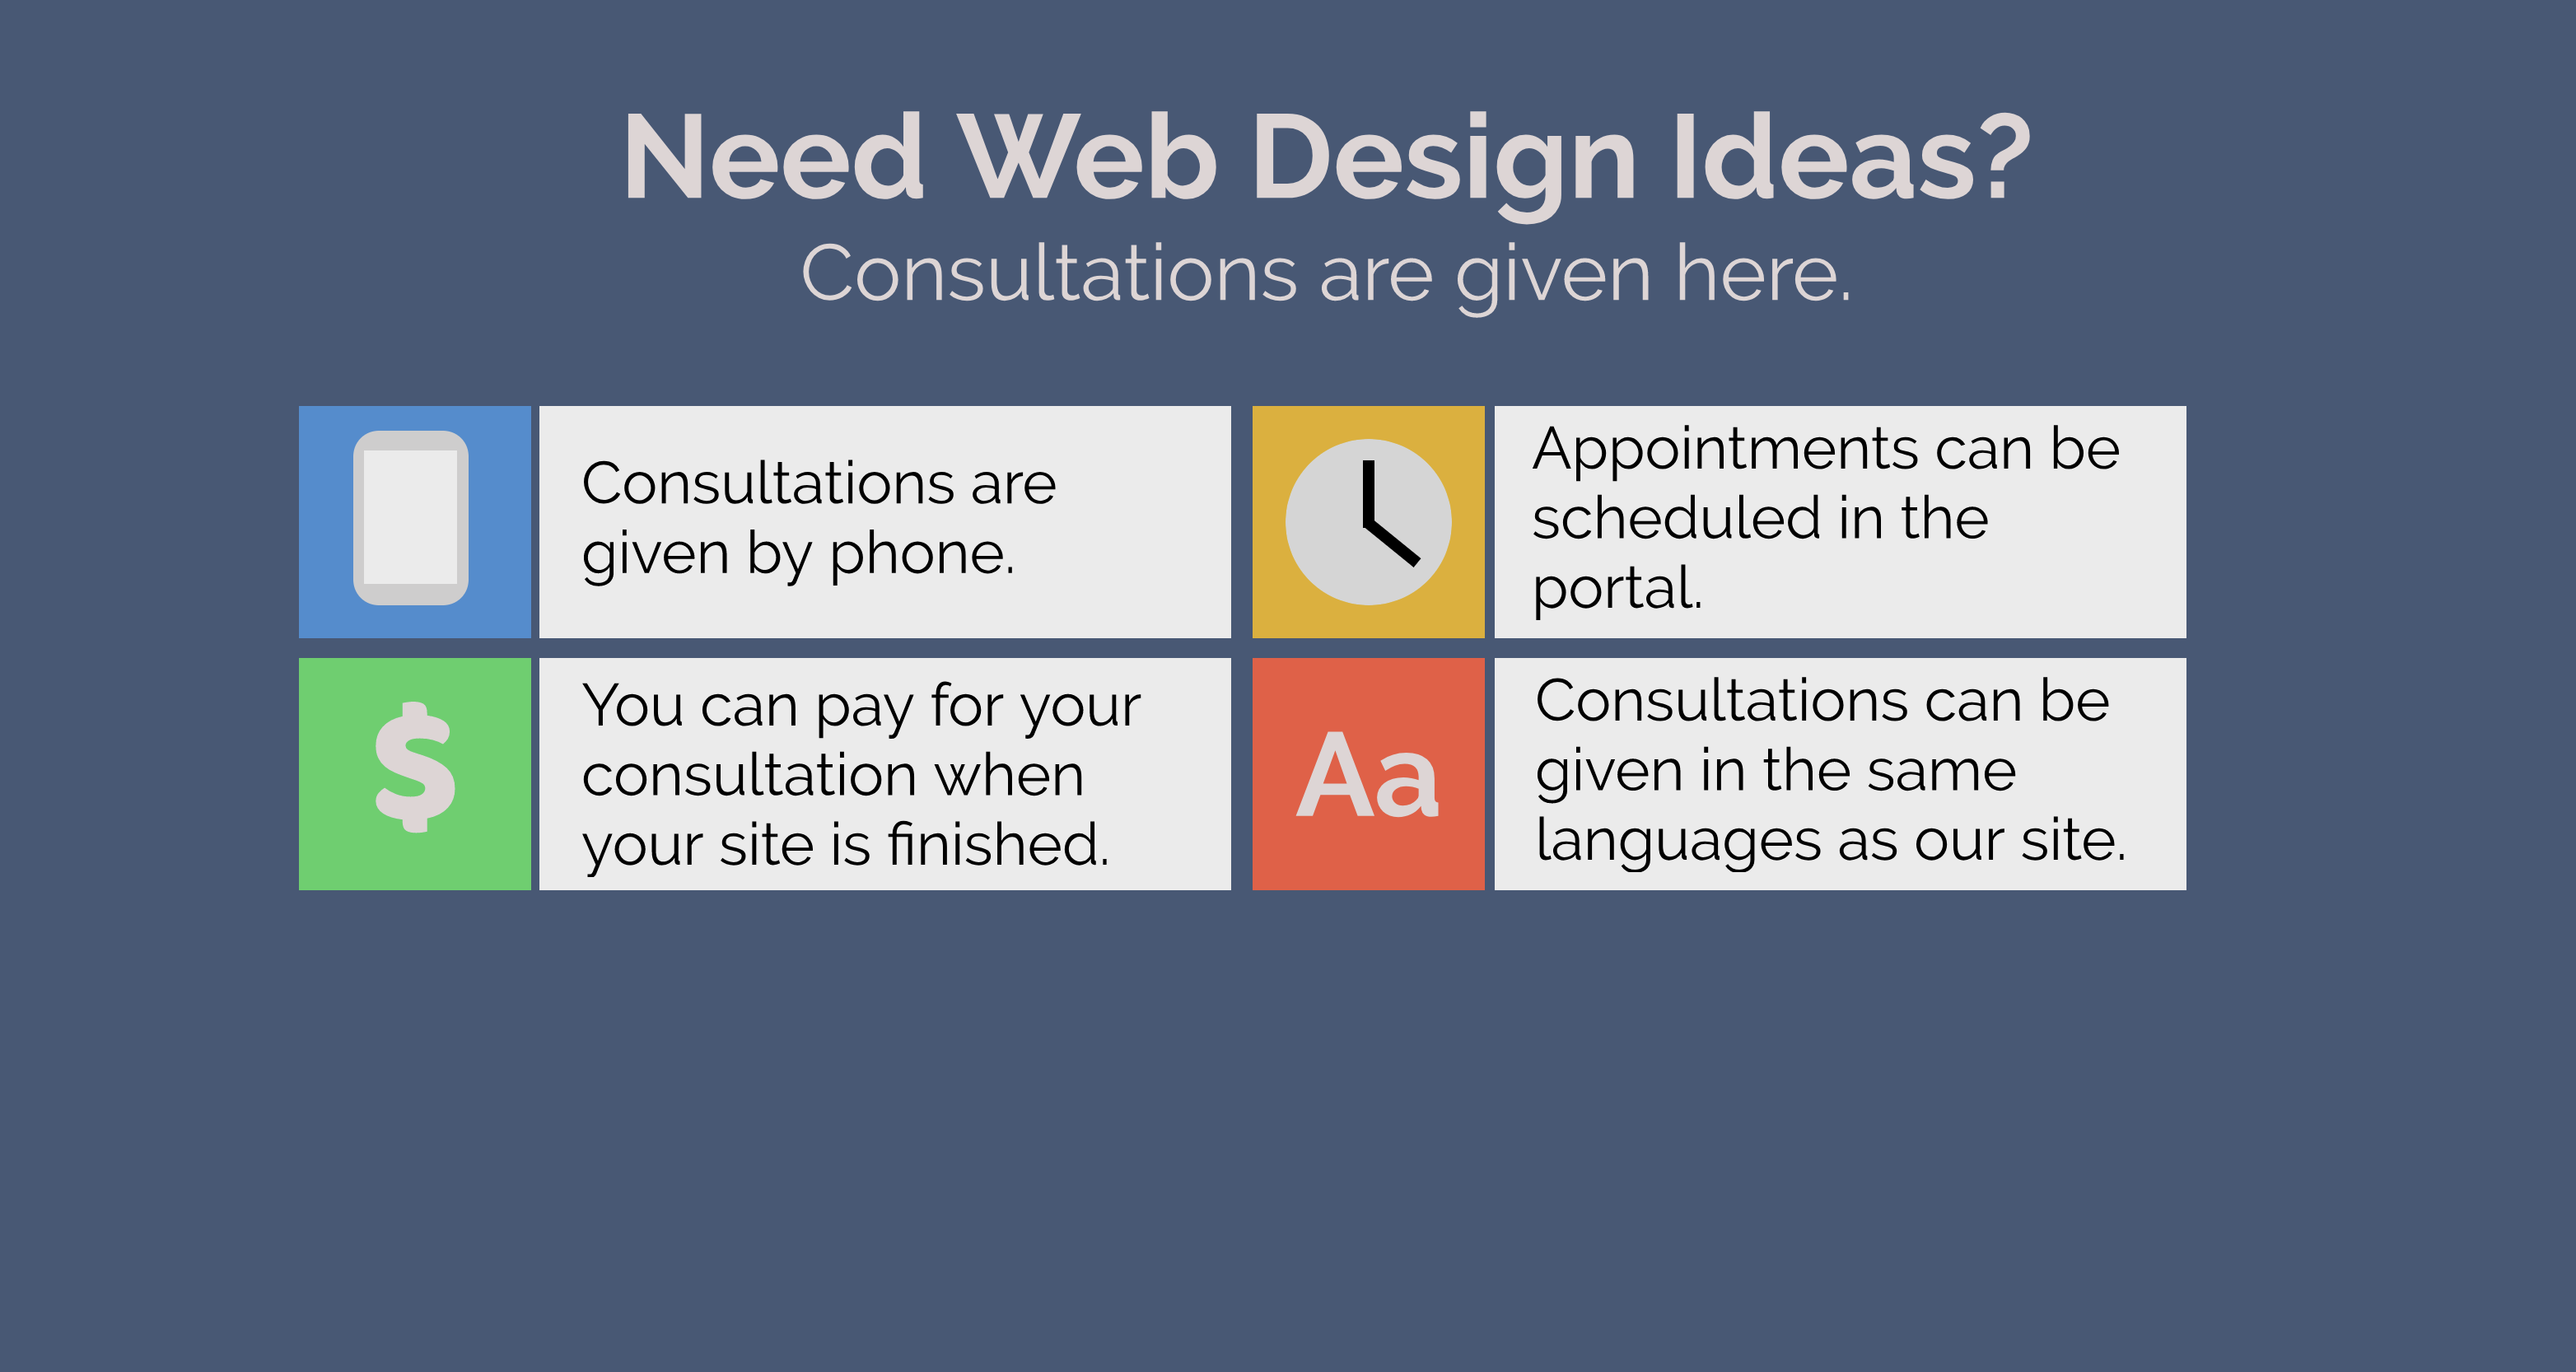 Need Web Design Ideas?
Consultations are given here.
Consultations are
given by phone.
Appointments can be
scheduled in the
portal.
$
You can pay for your
consultation when
your site is finished.
Aa
Consultations can be
given in the same
languages as our site.